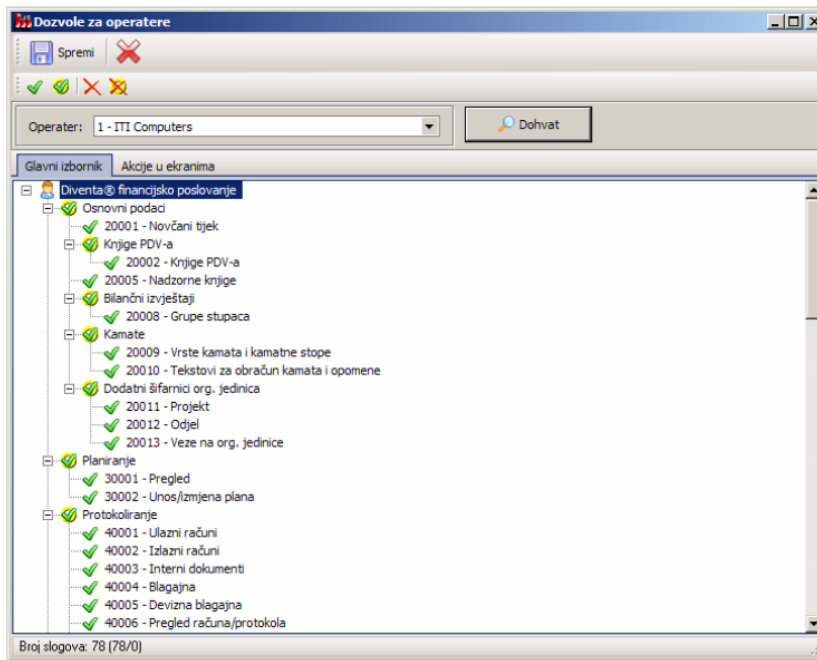 Dozvole za operatere
Spremi
Operater: 1 - ITI Computers Dohvat
Glavni izbornik Akcije u ekranima
Diventa® financijsko poslovanje
Osnovni podaci
20001 - Novčani tijek
Knjige PDV-a
20002 - Knjige PDV-a
20005 - Nadzorne knjige
Bilančni izvještaji
20008 - Grupe stupaca
Kamate
20009 - Vrste kamata i kamatne stope
20010 - Tekstovi za obračun kamata i opomene
Dodatni šifarnici org. jedinica
20011 - Projekt
20012 - Odjel
20013 - Veze na org. jedinice
Planiranje
30001 - Pregled
30002 - Unos/izmjena plana
Protokoliranje
40001 - Ulazni računi
40002 - Izlazni računi
40003 - Interni dokumenti
40004 - Blagajna
40005 - Devizna blagajna
40006 - Pregled računa/protokola
Broj slogova: 78 (78/0)